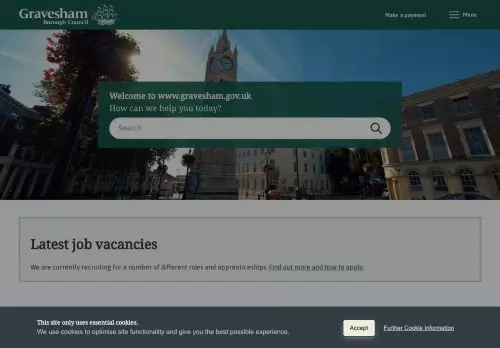 Gravesham
Borough Council
Make a payment
Menu
Welcome to www.gravesham.gov.uk
How can we help you today?
Search
Latest job vacancies
We are currently recruiting for a number of different roles and apprenticeships. Find out more and how to apply.
This site only uses essential cookies.
We use cookies to optimise site functionality and give you the best possible experience.
Accept
Further Cookie Information